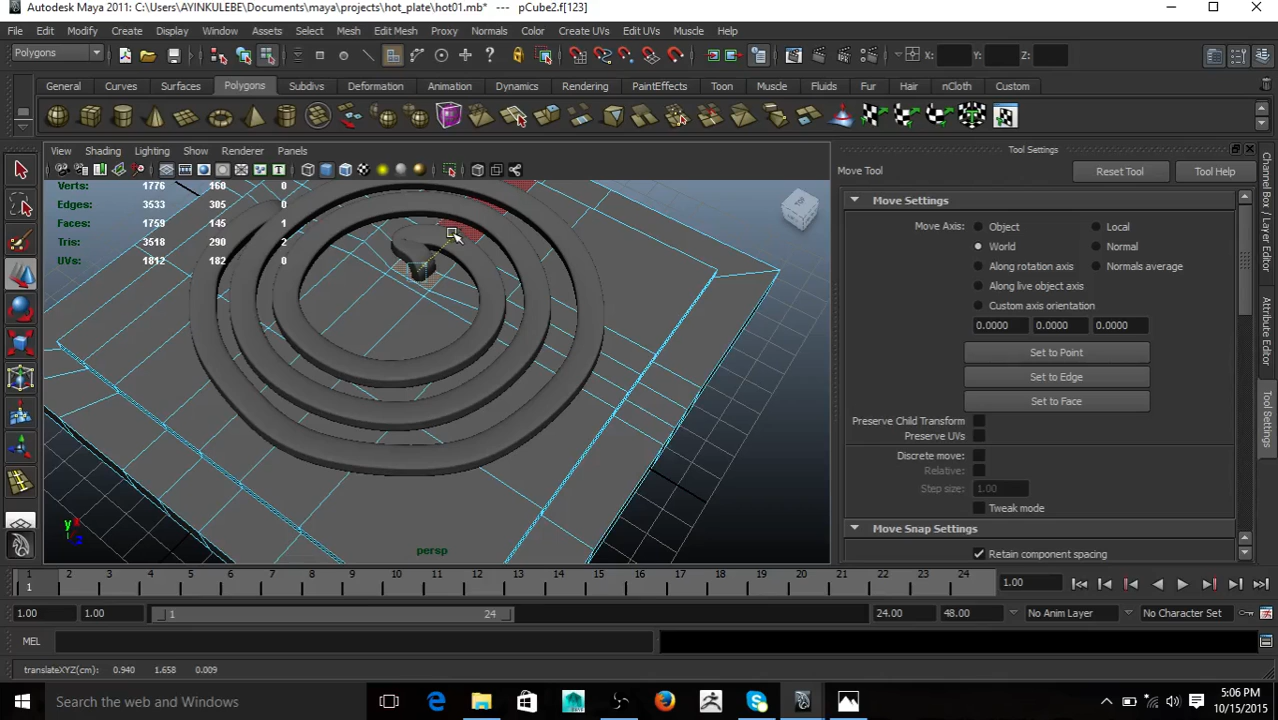 Autodesk Maya 2011: C:\Users\AYINKULEBE\Documents\maya\projects\hot_plate\hot01.mb* --- pCube2.f[123]
File Edit Modify Create Display Window Assets Select Mesh Edit Mesh Proxy Normals Color Create UVs Edit UVs Muscle Help
Polygons X: Y: Z:
General Curves Surfaces Polygons Subdivs Deformation Animation Dynamics Rendering PaintEffects Toon Muscle Fluids Fur Hair nCloth Custom
View Shading Lighting Show Renderer Panels
Tool Settings
Move Tool Reset Tool Tool Help
Verts: 1776 160 0
Edges: 3533 305 0
Faces: 1759 145 1
Tris: 3518 290 2
UVs: 1812 182 0
Move Settings
Move Axis: Object Local
World Normal
Along rotation axis Normals average
Along live object axis
Custom axis orientation
0.0000 0.0000 0.0000
Set to Point
Set to Edge
Set to Face
Preserve Child Transform
Preserve UVs
Discrete move:
Relative:
Step size: 1.00
Tweak mode
Move Snap Settings
Retain component spacing
Channel Box / Layer Editor
Attribute Editor
Tool Settings
y x z
persp
1 2 3 4 5 6 7 8 9 10 11 12 13 14 15 16 17 18 19 20 21 22 23 24
1 1.00
1.00 1.00 1 24 24.00 48.00 No Anim Layer No Character Set
MEL
translateXYZ(cm): 0.940 1.658 0.009
Search the web and Windows
5:06 PM
10/15/2015